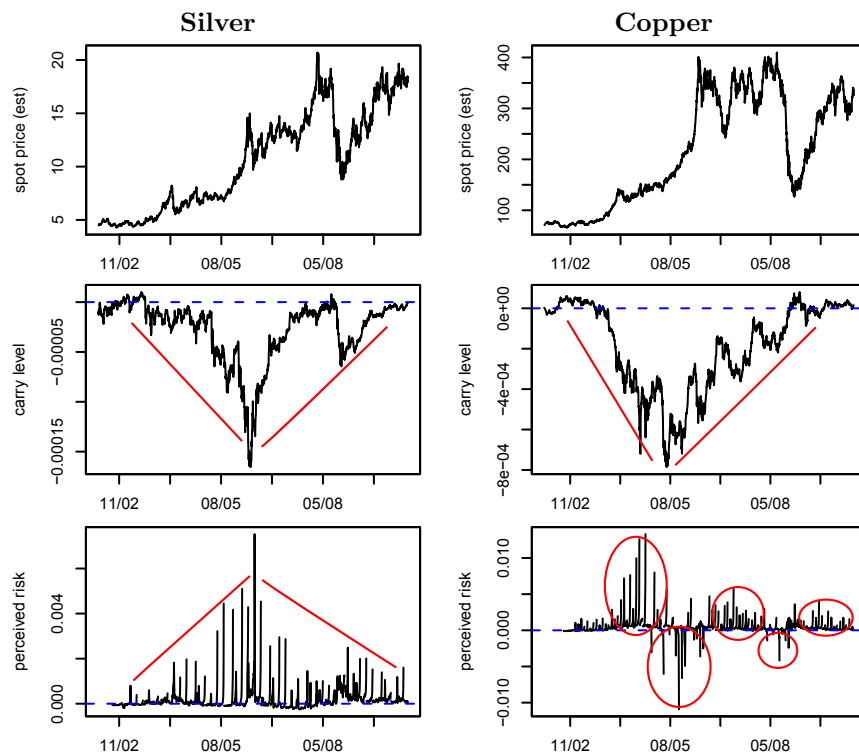 Silver
Copper
spot price (est)
5 10 15 20
11/02 08/05 05/08
spot price (est)
100 200 300 400
11/02 08/05 05/08
carry level
-0.00015 -0.00005
11/02 08/05 05/08
carry level
-8e-04 -4e-04 0e+00
11/02 08/05 05/08
perceived risk
0.000 0.004
11/02 08/05 05/08
perceived risk
-0.010 0.000 0.010
11/02 08/05 05/08